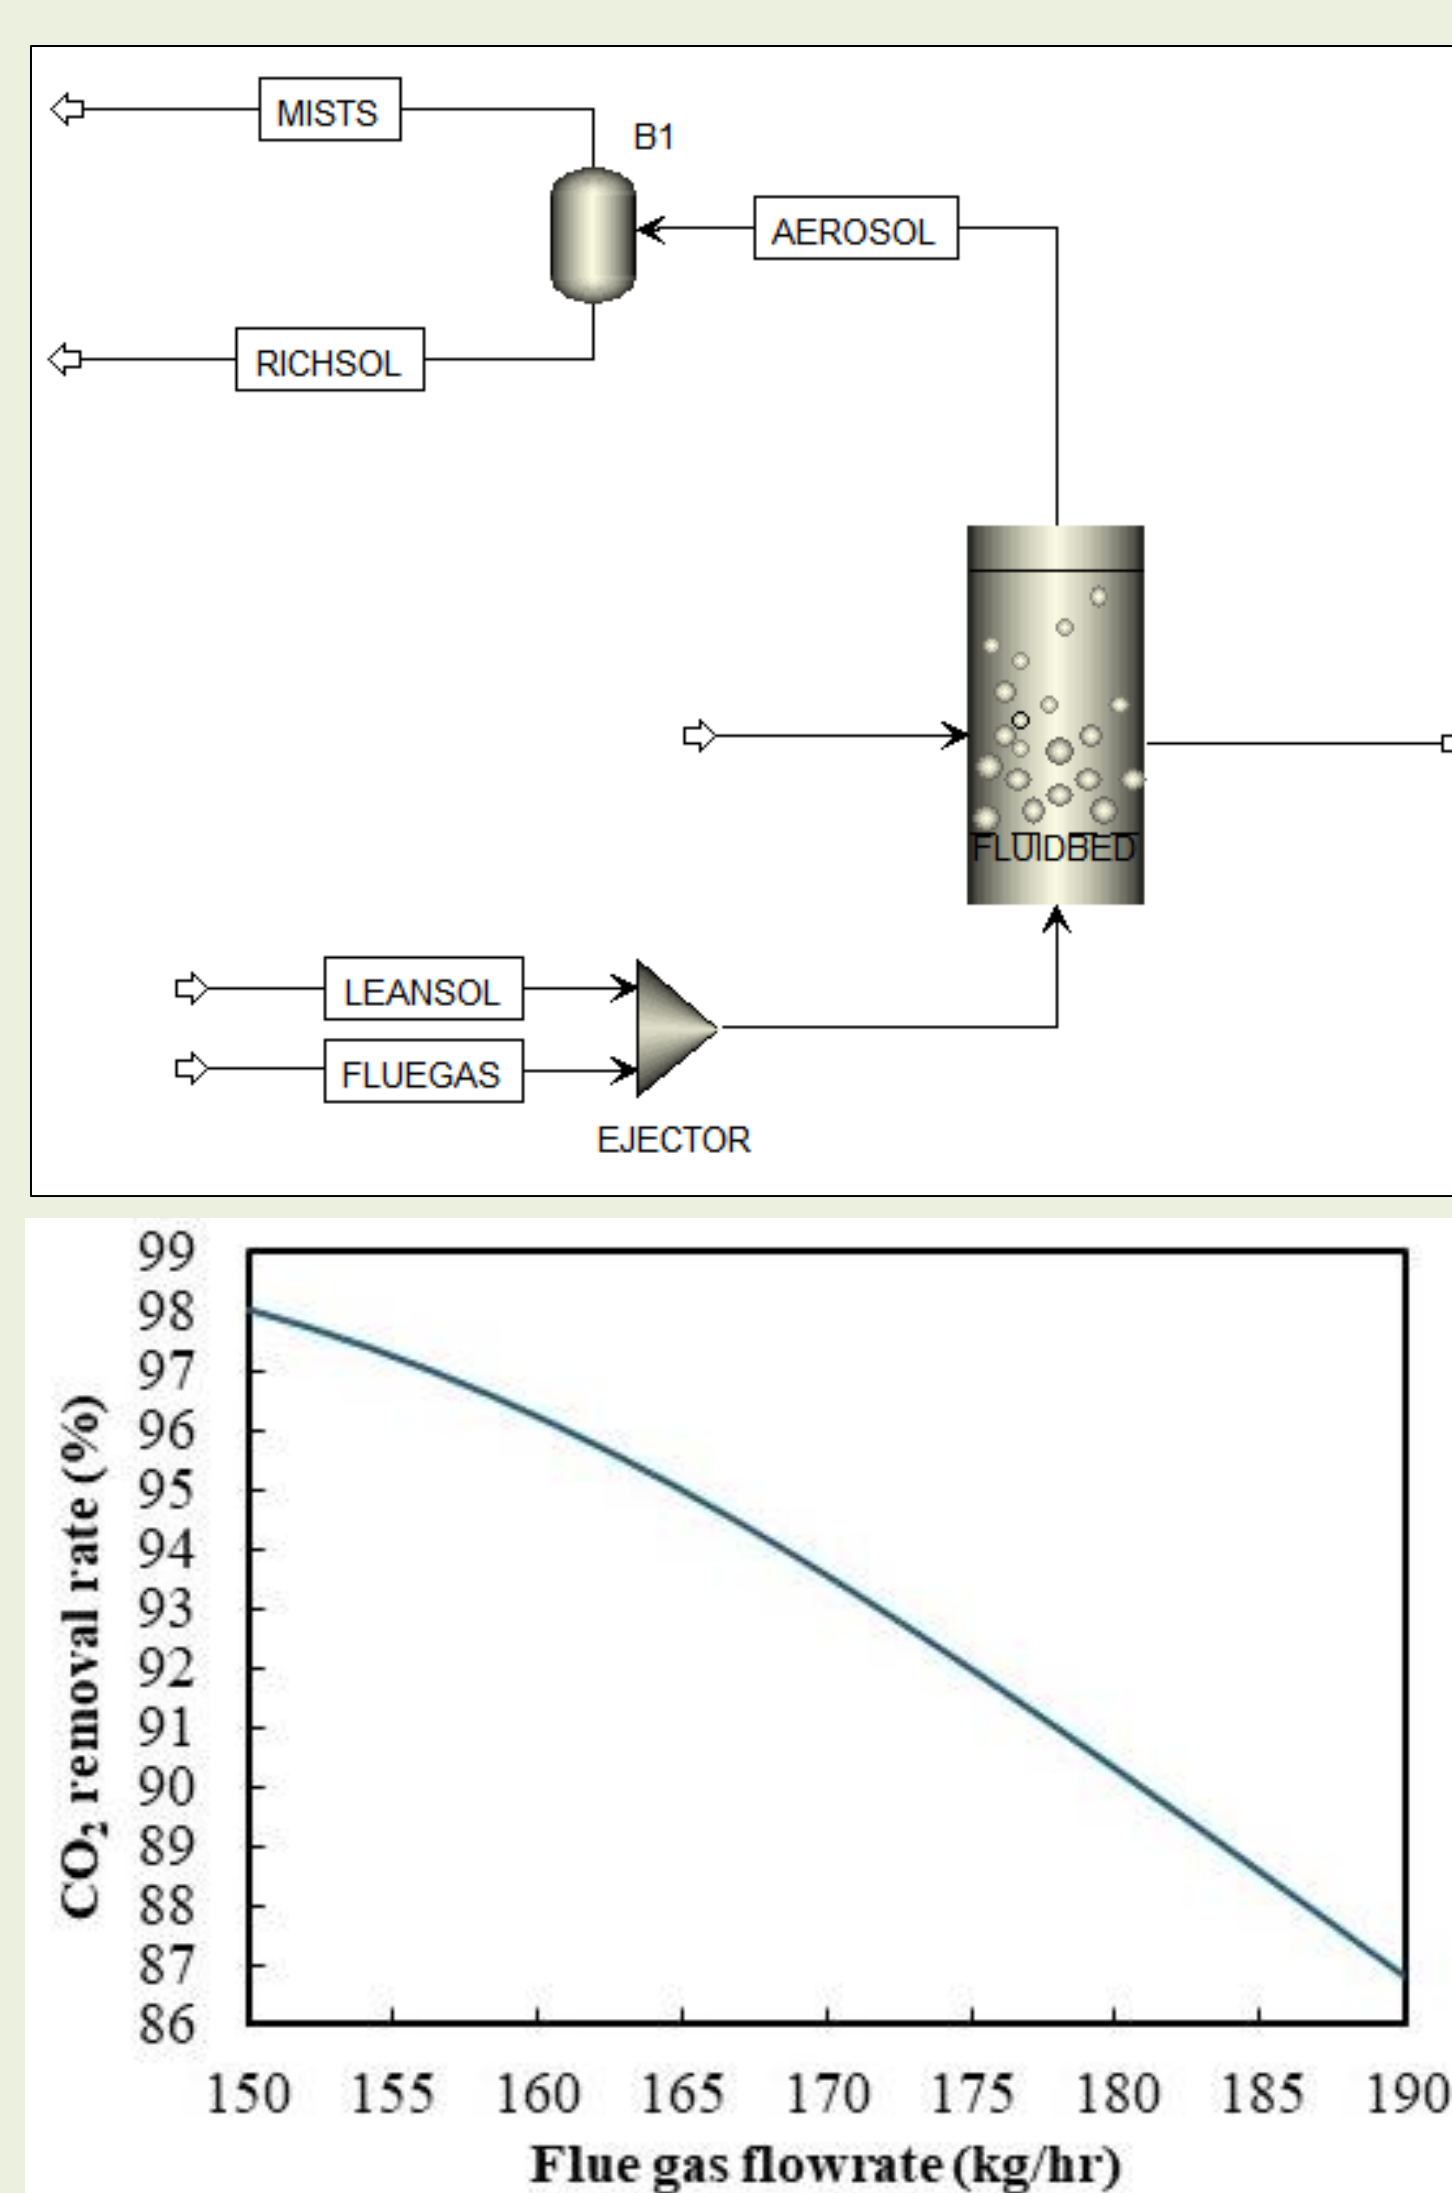 MISTS
B1
AEROSOL
RICHSOL
FLUIDBED
LEANSOL
FLUEGAS
EJECTOR
99
98
97
96
95
94
93
92
91
90
89
88
87
86
CO₂ removal rate (%)
150 155 160 165 170 175 180 185 190
Flue gas flowrate (kg/hr)